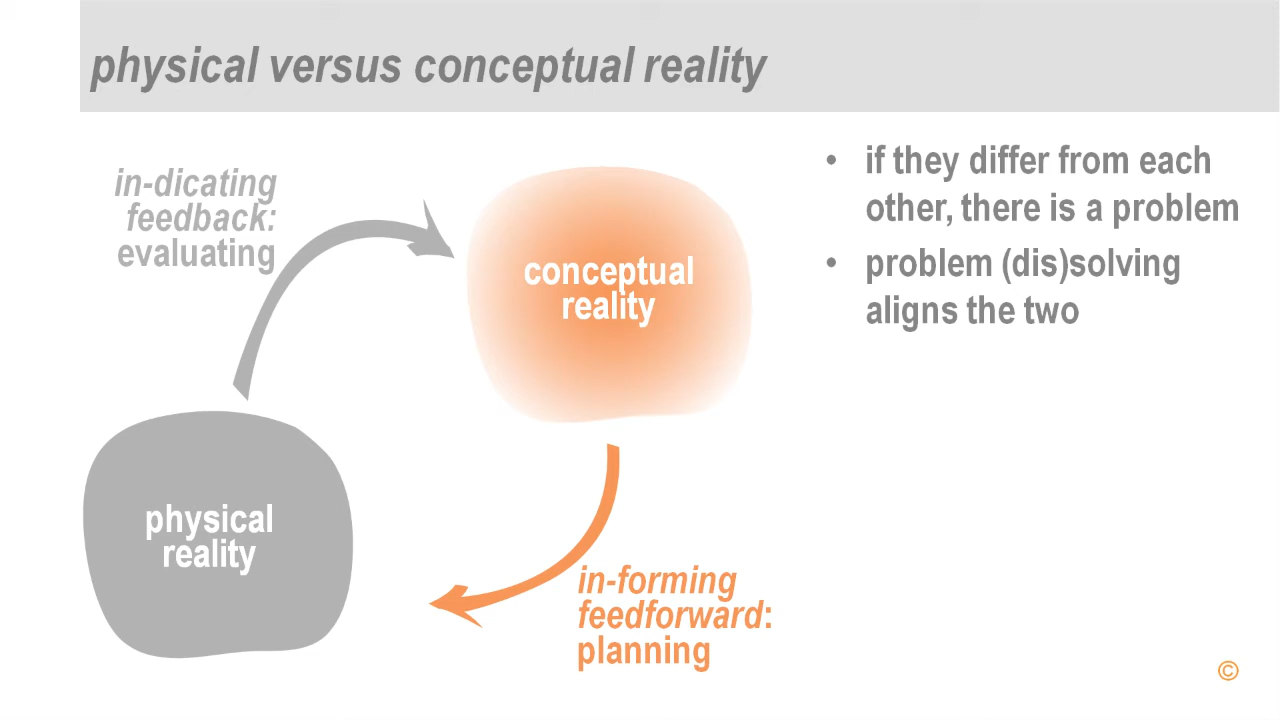 physical versus conceptual reality
in-dicating
feedback:
evaluating
conceptual
reality
physical
reality
in-forming
feedforward:
planning
• if they differ from each
other, there is a problem
• problem (dis)solving
aligns the two
©